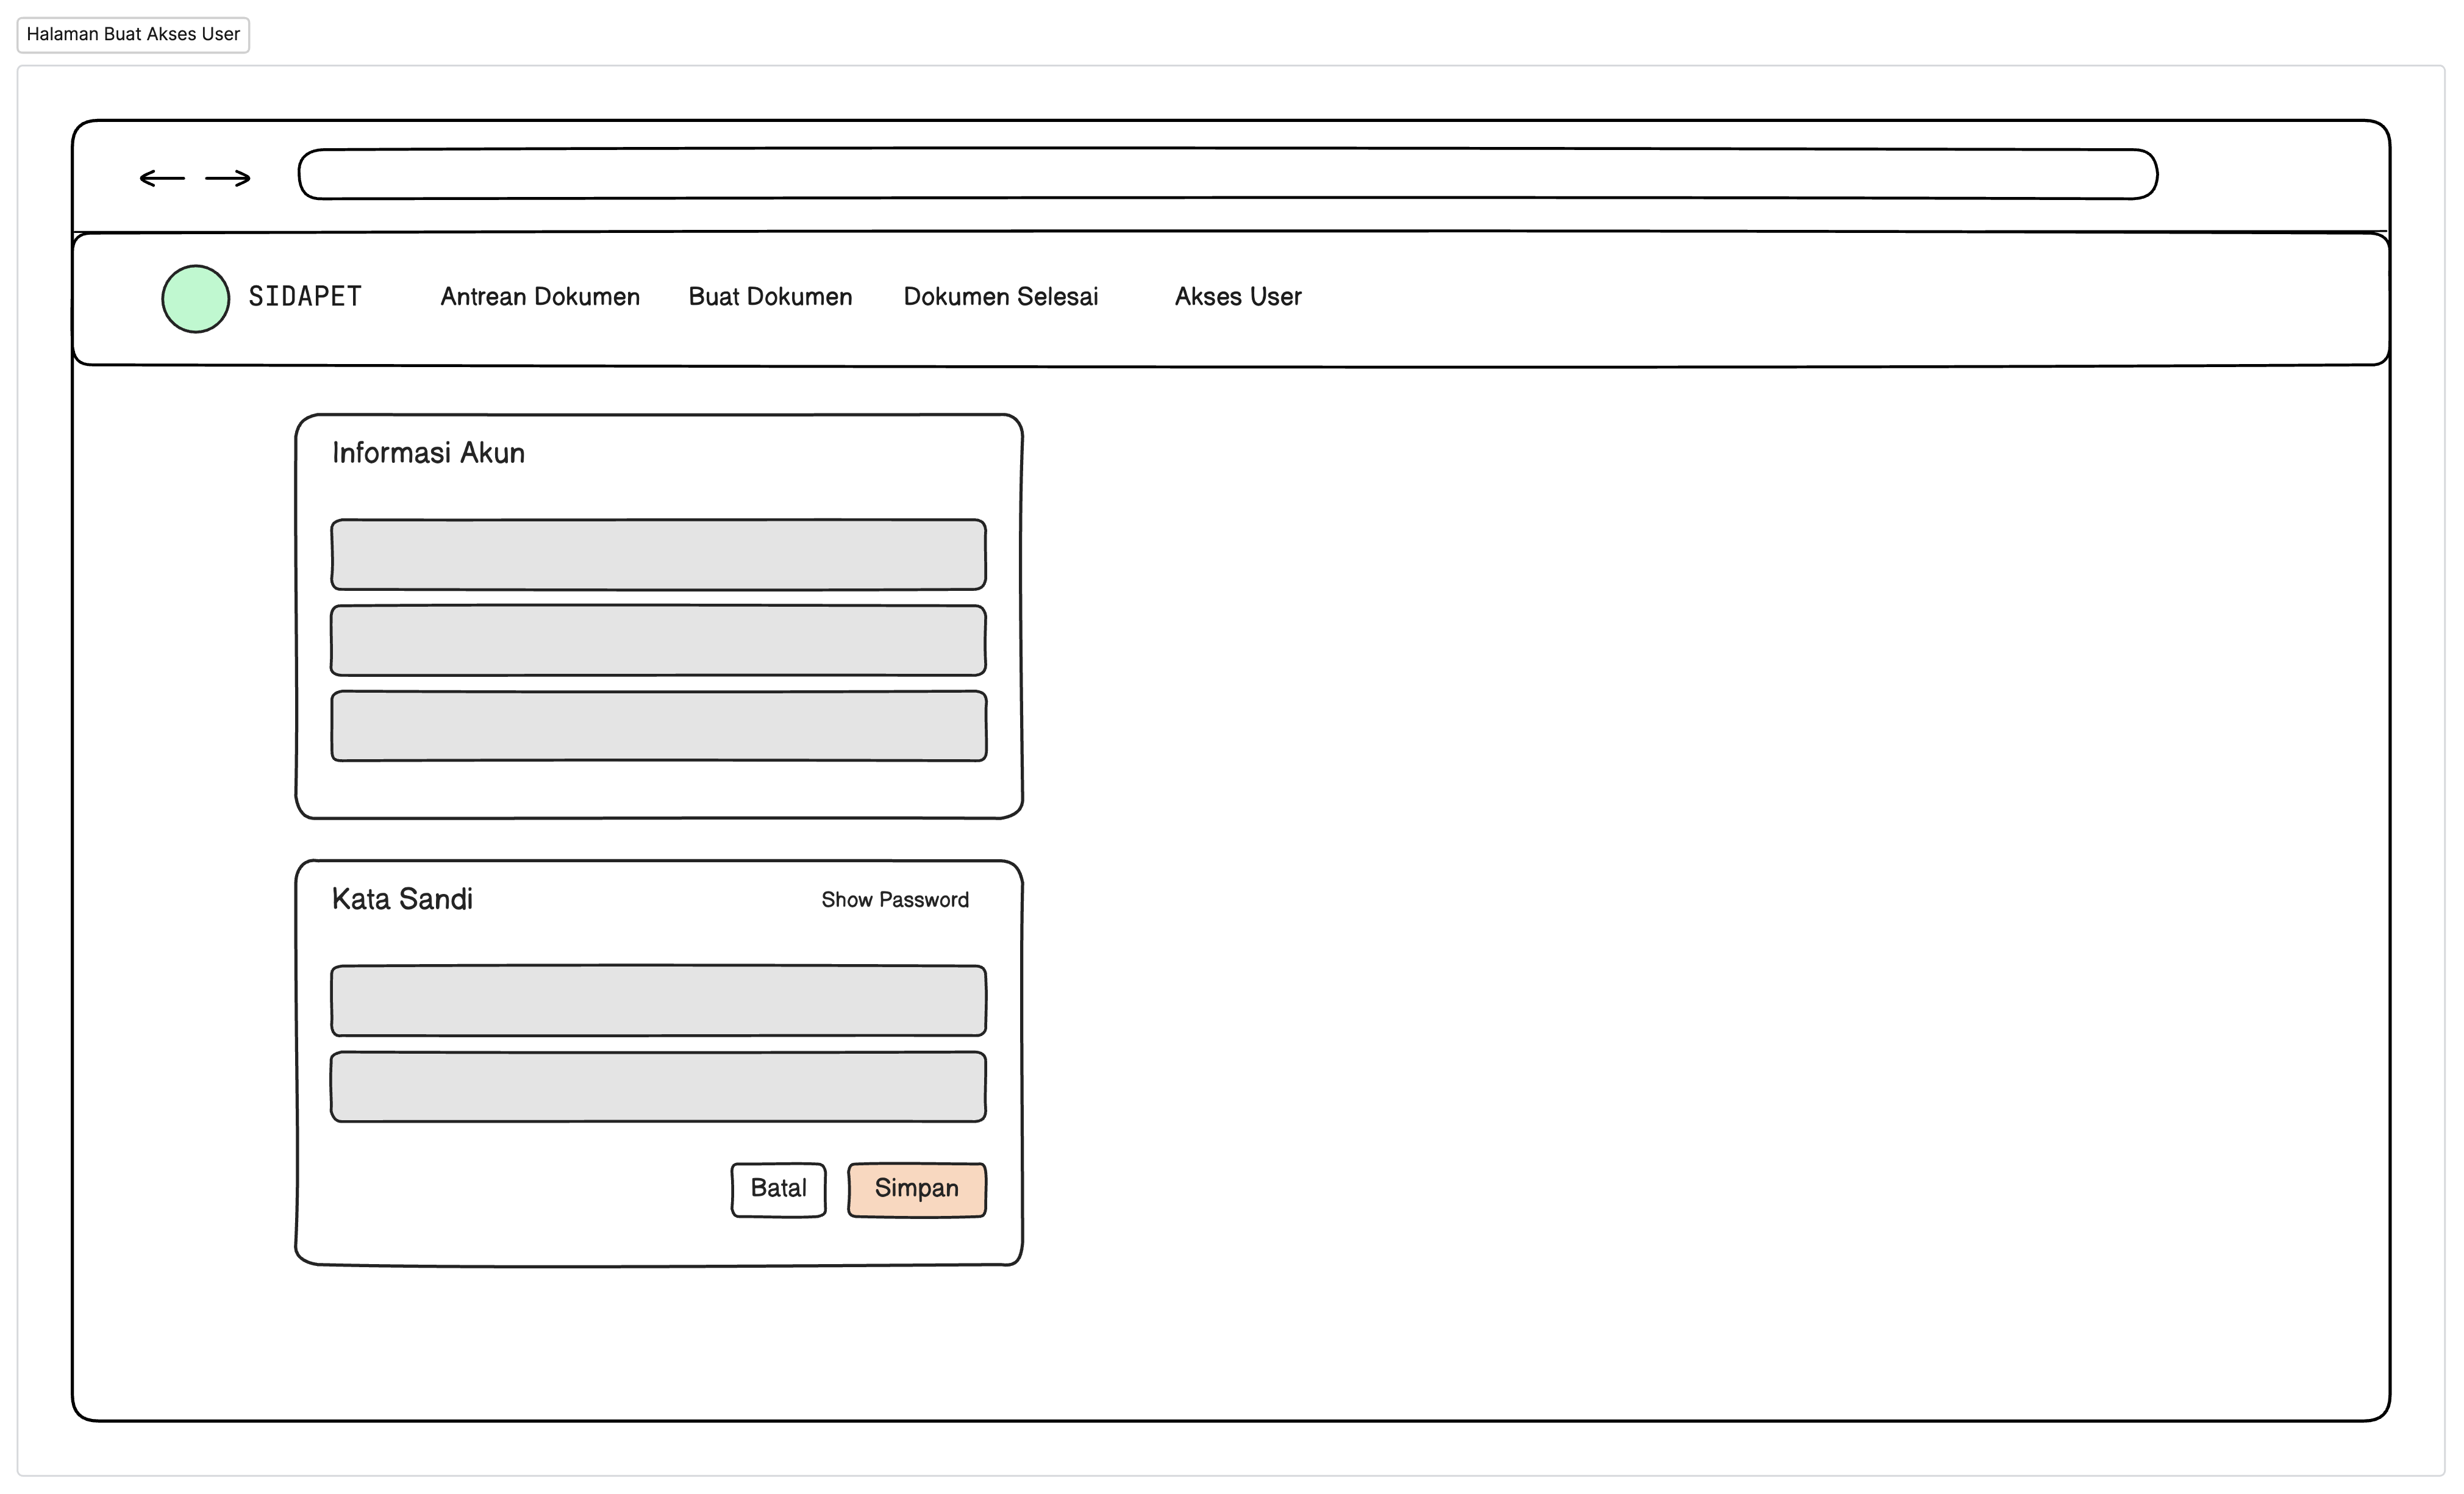 Halaman Buat Akses User
SIDAPET Antrean Dokumen Buat Dokumen Dokumen Selesai Akses User
Informasi Akun
Kata Sandi Show Password
Batal Simpan